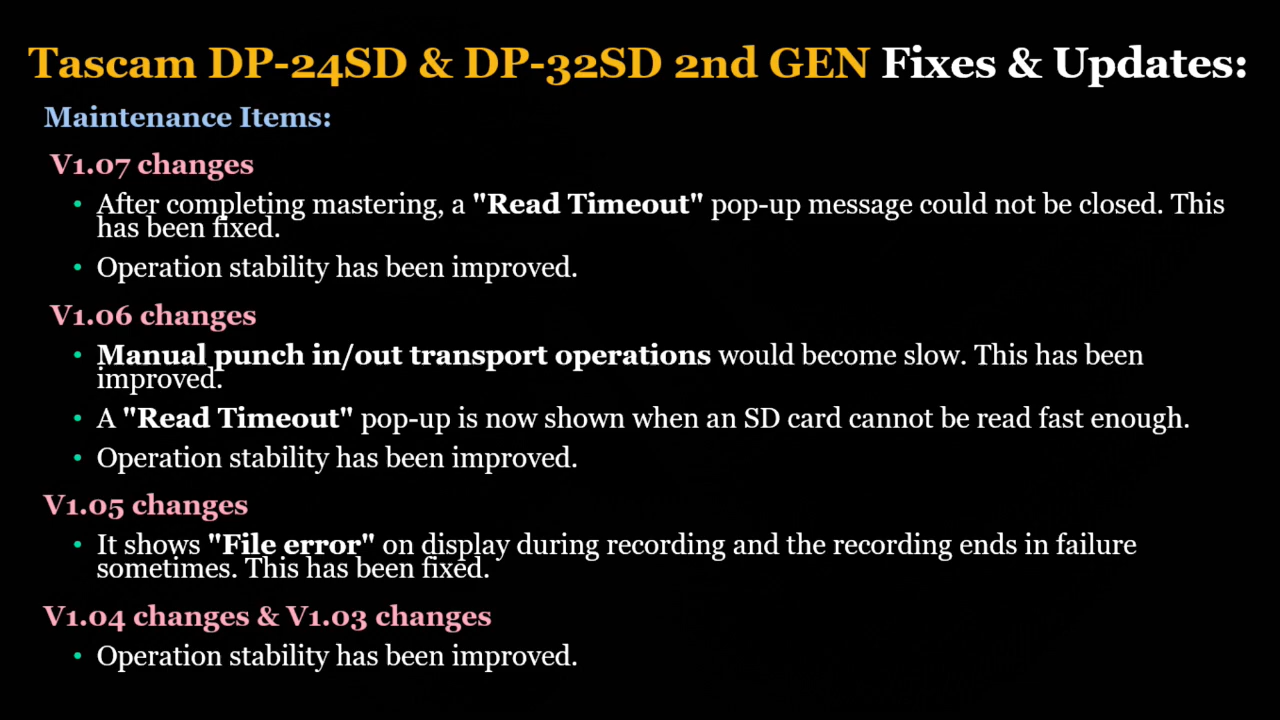 Tascam DP-24SD & DP-32SD 2nd GEN Fixes & Updates:
Maintenance Items:
V1.07 changes
• After completing mastering, a "Read Timeout" pop-up message could not be closed. This
has been fixed.
• Operation stability has been improved.
V1.06 changes
• Manual punch in/out transport operations would become slow. This has been
improved.
• A "Read Timeout" pop-up is now shown when an SD card cannot be read fast enough.
• Operation stability has been improved.
V1.05 changes
• It shows "File error" on display during recording and the recording ends in failure
sometimes. This has been fixed.
V1.04 changes & V1.03 changes
• Operation stability has been improved.